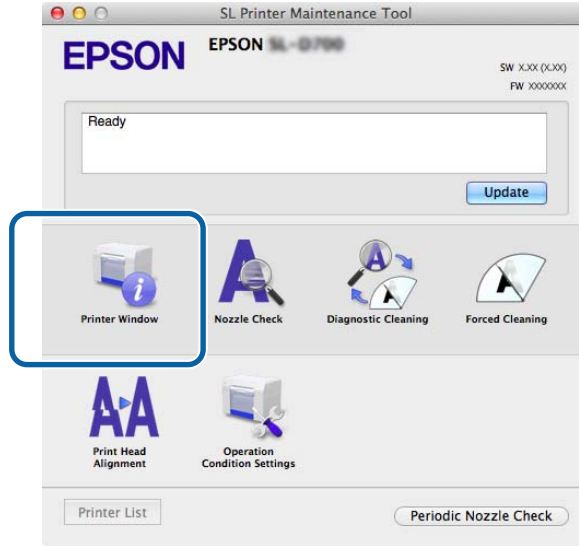 SL Printer Maintenance Tool
EPSON
EPSON
SW X.XX (X.XX)
FW XXXXXXX
Ready
Update
Printer Window
Nozzle Check
Diagnostic Cleaning
Forced Cleaning
Print Head
Alignment
Operation
Condition Settings
Printer List
Periodic Nozzle Check